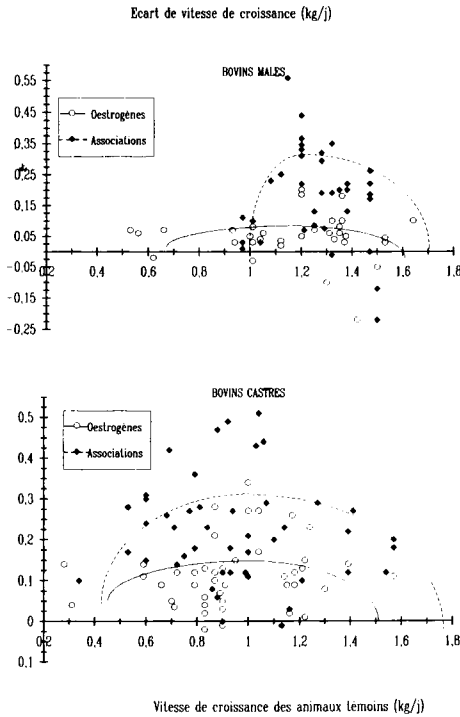 Ecart de vitesse de croissance (kg/j)
BOVINS MALES
0,55
0,45
0,35
0,25
0,15
0.05
-0.05
-0,15
-0,25
Oestrogènes
Associations
0.2 0.4 0.6 0.8 1 1.2 1.4 1.6 1.8
BOVINS CASTRES
0.5
0.4
0.3
0.2
0.1
0
0.1
Oestrogènes
Associations
0.2 0.4 0.6 0.8 1 1.2 1.4 1.6 1.8
Vitesse de croissance des animaux témoins (kg/j)